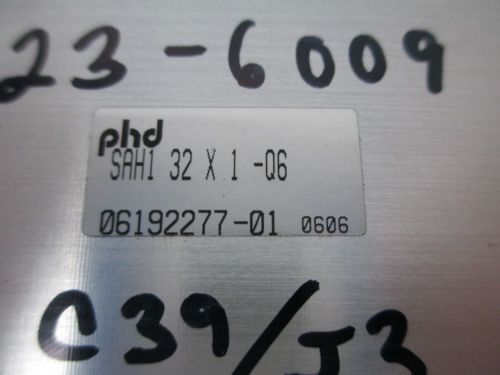 23-6009
phd
SAH1 32 X 1 -Q6
06192277-01 0606
C39/J3